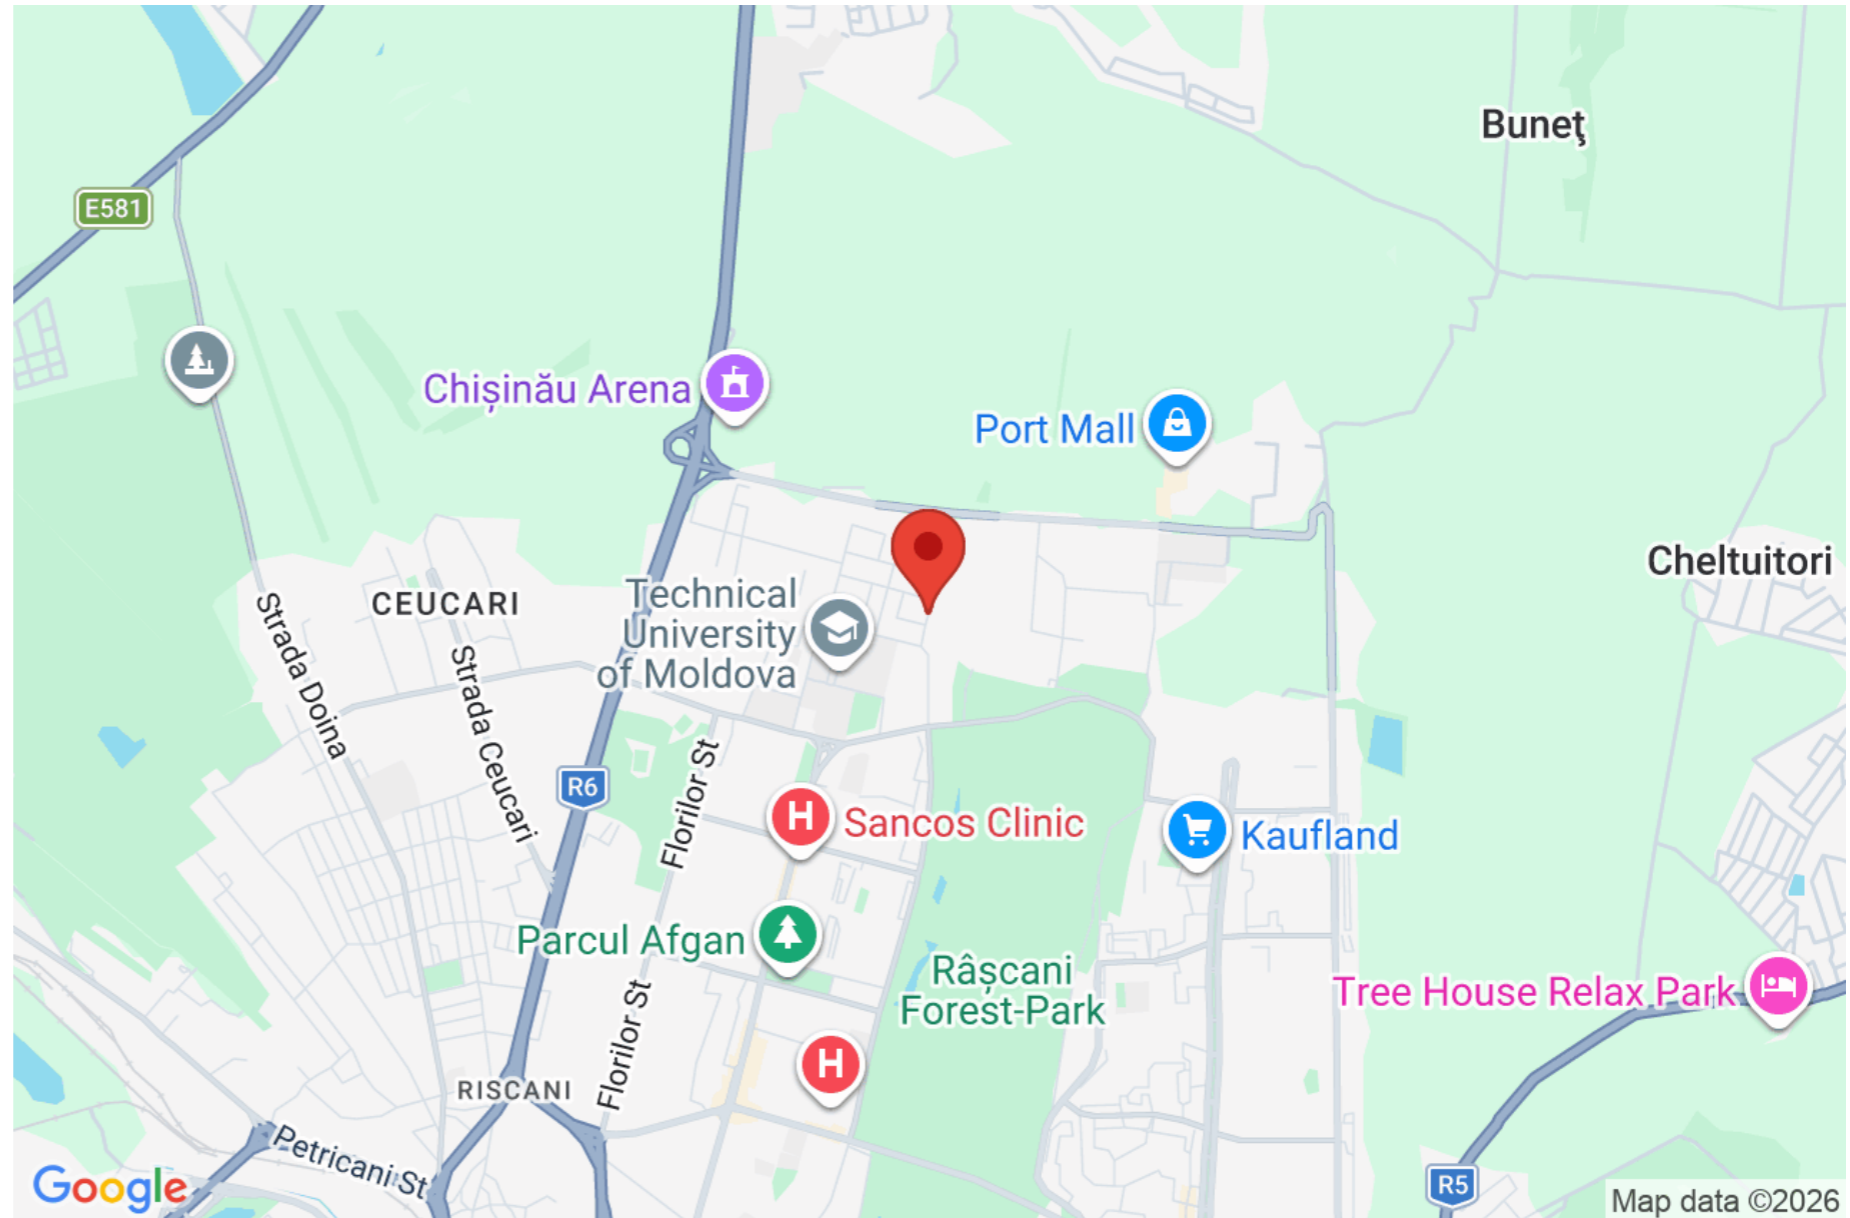 Buneţ
E581
Chișinău Arena
Port Mall
Cheltuitori
CEUCARI
Technical
University
of Moldova
Strada Doina
Strada Ceucari
Florilor St
R6
H
Sancos Clinic
Kaufland
Parcul Afgan
Râșcani
Forest-Park
Tree House Relax Park
Florilor St
H
RISCANI
Petricani St
R5
Google
Map data ©2026